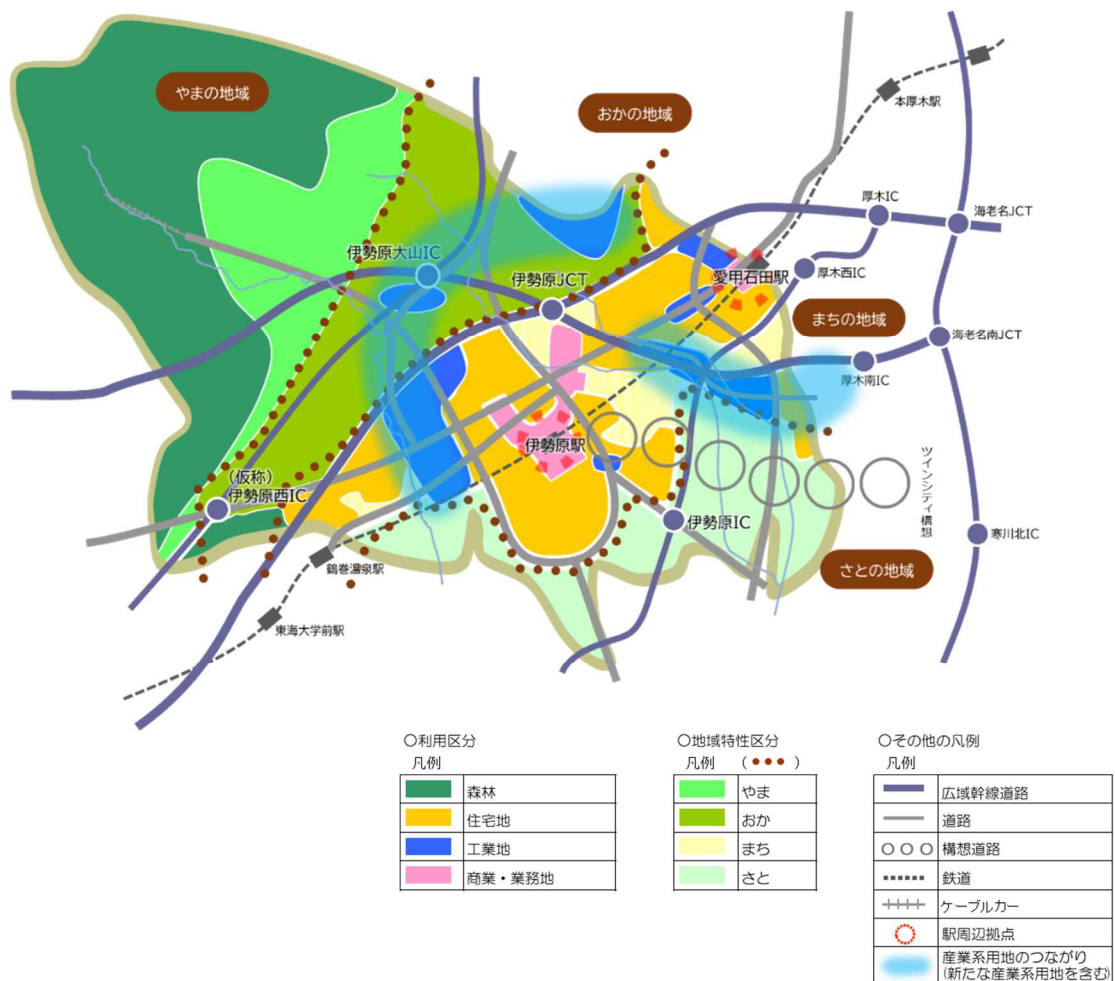 やまの地域
おかの地域
本厚木駅
厚木IC
海老名JCT
伊勢原大山IC
伊勢原JCT
愛甲石田駅
厚木西IC
まちの地域
海老名南JCT
厚木南IC
伊勢原駅
(仮称)
伊勢原西IC
ツインシティ構想
伊勢原IC
寒川北IC
鶴巻温泉駅
さとの地域
東海大学前駅
○利用区分
凡例
森林
住宅地
工業地
商業・業務地
○地域特性区分
凡例 (•••)
やま
おか
まち
さと
○その他の凡例
凡例
広域幹線道路
道路
構想道路
鉄道
ケーブルカー
駅周辺拠点
産業系用地のつながり
(新たな産業系用地を含む)